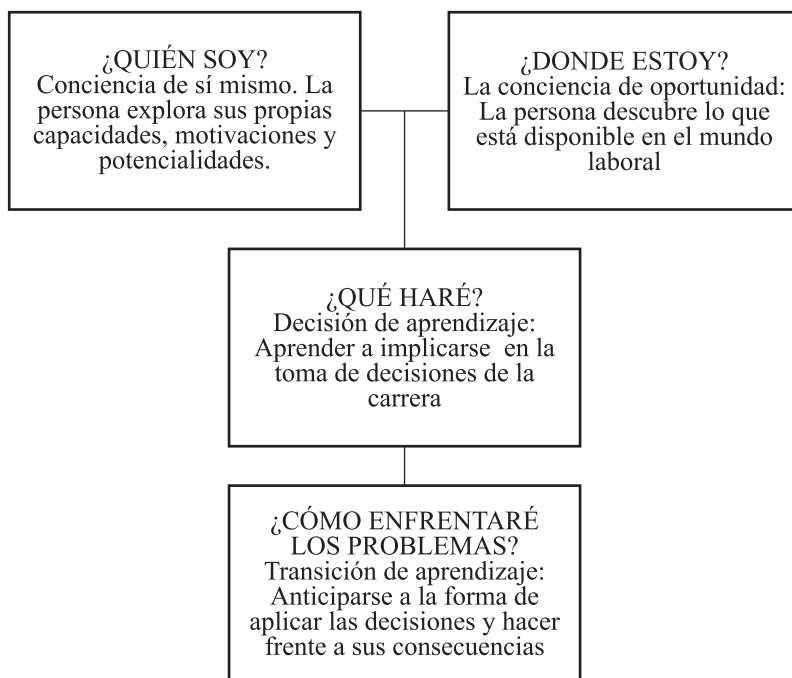 ¿QUIÉN SOY?
Conciencia de sí mismo. La
persona explora sus propias
capacidades, motivaciones y
potencialidades.
¿DONDE ESTOY?
La conciencia de oportunidad:
La persona descubre lo que
está disponible en el mundo
laboral
¿QUÉ HARÉ?
Decisión de aprendizaje:
Aprender a implicarse en la
toma de decisiones de la
carrera
¿CÓMO ENFRENTARÉ
LOS PROBLEMAS?
Transición de aprendizaje:
Anticiparse a la forma de
aplicar las decisiones y hacer
frente a sus consecuencias